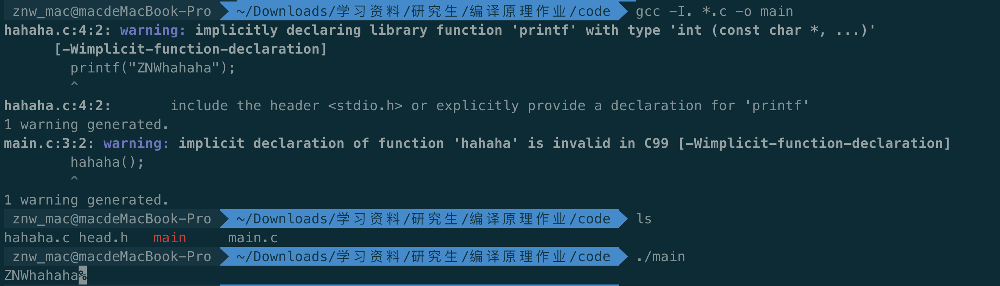 znw_mac@macdeMacBook-Pro ~/Downloads/学习资料/研究生/编译原理作业/code gcc -I. *.c -o main
hahaha.c:4:2: warning: implicitly declaring library function 'printf' with type 'int (const char *, ...)'
[-Wimplicit-function-declaration]
printf("ZNWhahaha");
^
hahaha.c:4:2: include the header <stdio.h> or explicitly provide a declaration for 'printf'
1 warning generated.
main.c:3:2: warning: implicit declaration of function 'hahaha' is invalid in C99 [-Wimplicit-function-declaration]
hahaha();
^
1 warning generated.
znw_mac@macdeMacBook-Pro ~/Downloads/学习资料/研究生/编译原理作业/code ls
hahaha.c head.h main main.c
znw_mac@macdeMacBook-Pro ~/Downloads/学习资料/研究生/编译原理作业/code ./main
ZNWhahaha%